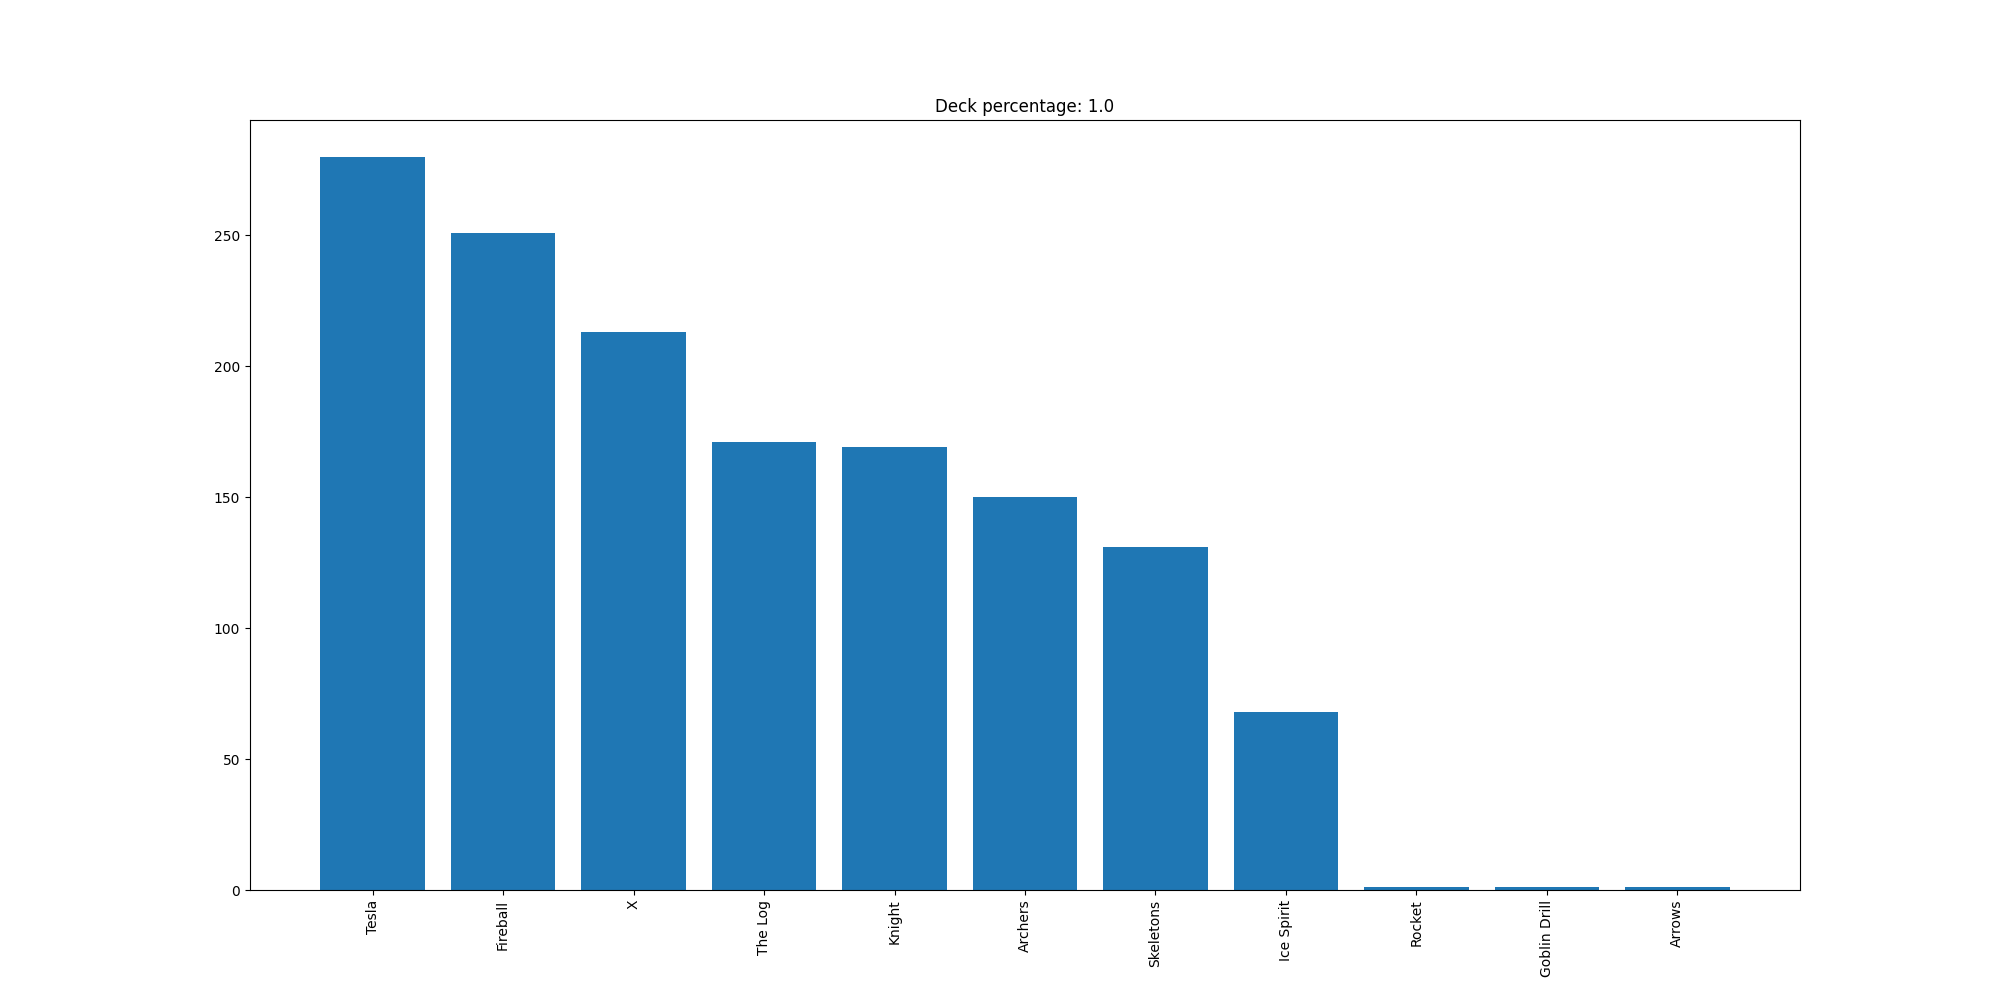 Deck percentage: 1.0
250
200
150
100
50
0
Tesla
Fireball
X
The Log
Knight
Archers
Skeletons
Ice Spirit
Rocket
Goblin Drill
Arrows